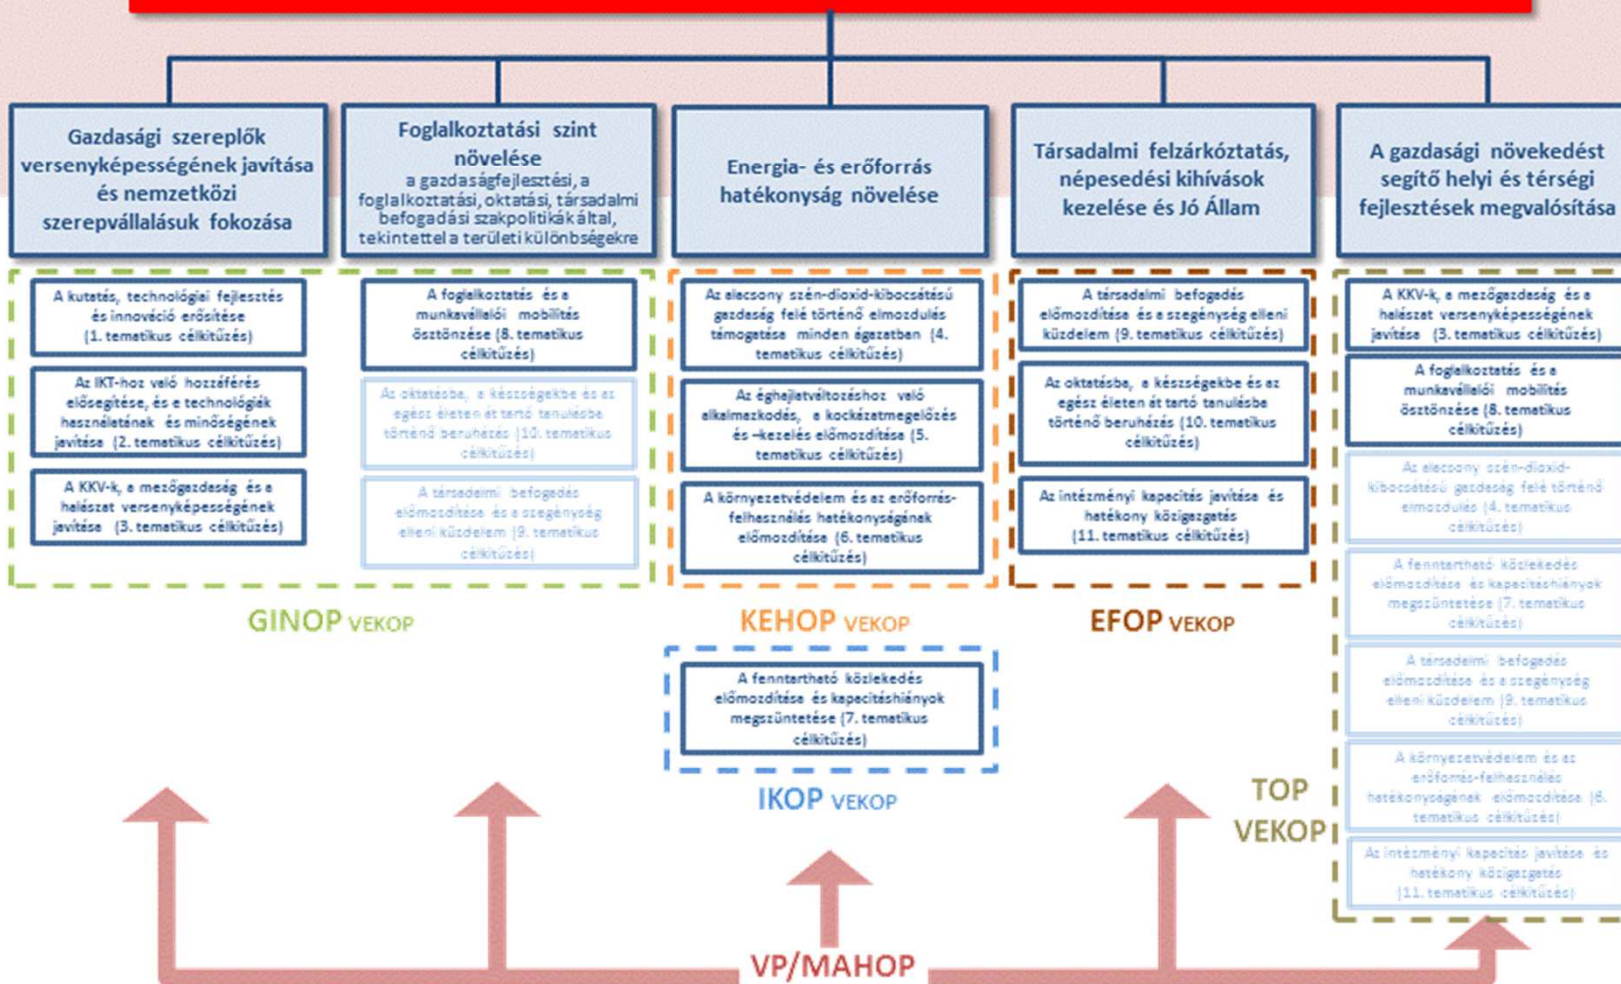 Gazdasági szereplők
versenyképességének javítása
és nemzetközi
szerepvállalásuk fokozása
Foglalkoztatási szint
növelése
a gazdaságfejlesztési, a
foglalkoztatási, oktatási, társadalmi
befogadási szakpolitikák által,
tekintettel a területi különbségekre
Energia- és erőforrás
hatékonyság növelése
Társadalmi felzárkóztatás,
népesedési kihívások
kezelése és Jó Állam
A gazdasági növekedést
segítő helyi és térségi
fejlesztések megvalósítása
A kutatás, technológiai fejlesztés
és innováció erősítése
(1. tematikus célkitűzés)
Az IKT-hoz való hozzáférés
elősegítése, és e technológiák
használatának és minőségének
javítása (2. tematikus célkitűzés)
A KKV-k, a mezőgazdaság és a
halászat versenyképességének
javítása (3. tematikus célkitűzés)
A foglalkoztatás és a
munkavállalói mobilitás
ösztönzése (8. tematikus
célkitűzés)
Az oktatásba, a készségekbe és az
egész életen át tartó tanulásba
történő beruházás (10. tematikus
célkitűzés)
A társadalmi befogadás
előmozdítása és a szegénység
elleni küzdelem (9. tematikus
célkitűzés)
GINOP VEKOP
Az alacsony szén-dioxid-kibocsátású
gazdaság felé történő elmozdulás
támogatása minden ágazatban (4.
tematikus célkitűzés)
Az éghajlatváltozáshoz való
alkalmazkodás, a kockázatmegelőzés
és –kezelés előmozdítása (5.
tematikus célkitűzés)
A környezetvédelem és az erőforrás-
felhasználás hatékonyságának
előmozdítása (6. tematikus
célkitűzés)
KEHOP VEKOP
A fenntartható közlekedés
előmozdítása és kapacitáshiányok
megszüntetése (7. tematikus
célkitűzés)
IKOP VEKOP
A társadalmi befogadás
előmozdítása és a szegénység elleni
küzdelem (9. tematikus célkitűzés)
Az oktatásba, a készségekbe és az
egész életen át tartó tanulásba
történő beruházás (10. tematikus
célkitűzés)
Az intézményi kapacitás javítása és
hatékony közigazgatás
(11. tematikus célkitűzés)
EFOP VEKOP
A KKV-k, a mezőgazdaság és a
halászat versenyképességének
javítása (3. tematikus célkitűzés)
A foglalkoztatás és a
munkavállalói mobilitás
ösztönzése (8. tematikus
célkitűzés)
Az alacsony szén-dioxid-
kibocsátású gazdaság felé történő
elmozdulás (4. tematikus
célkitűzés)
A fenntartható közlekedés
előmozdítása és kapacitáshiányok
megszüntetése (7. tematikus
célkitűzés)
A társadalmi befogadás
előmozdítása és a szegénység
elleni küzdelem (9. tematikus
célkitűzés)
A környezetvédelem és az
erőforrás-felhasználás
hatékonyságának előmozdítása (6.
tematikus célkitűzés)
Az intézményi kapacitás javítása és
hatékony közigazgatás
(11. tematikus célkitűzés)
TOP
VEKOP
VP/MAHOP